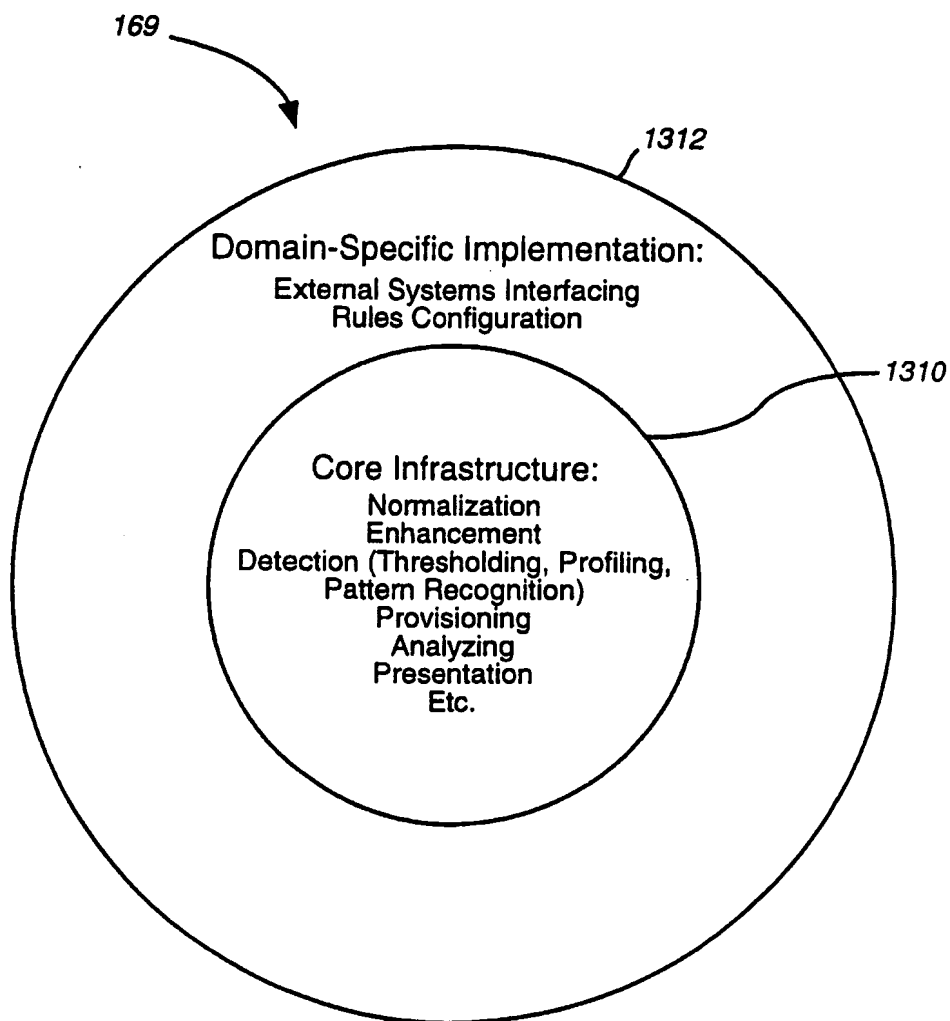 169
1312
Domain-Specific Implementation:
External Systems Interfacing
Rules Configuration
1310
Core Infrastructure:
Normalization
Enhancement
Detection (Thresholding, Profiling,
Pattern Recognition)
Provisioning
Analyzing
Presentation
Etc.